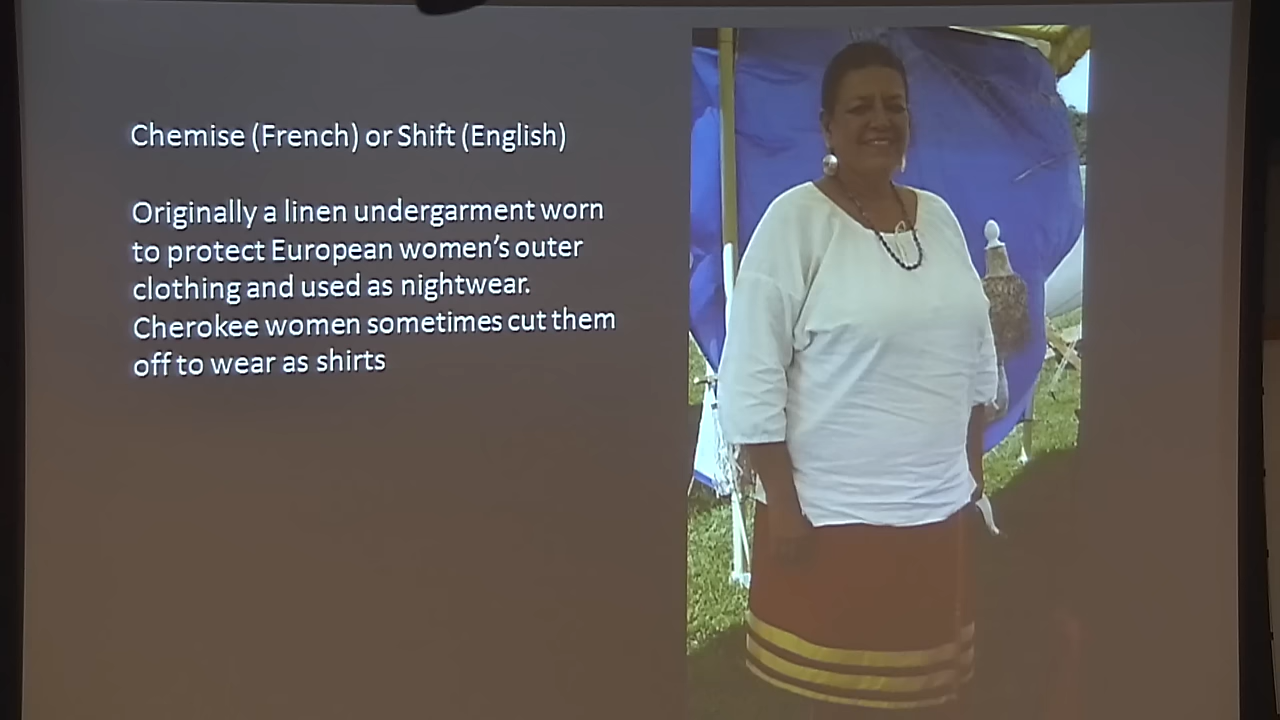 Chemise (French) or Shift (English)
Originally a linen undergarment worn
to protect European women’s outer
clothing and used as nightwear.
Cherokee women sometimes cut them
off to wear as shirts